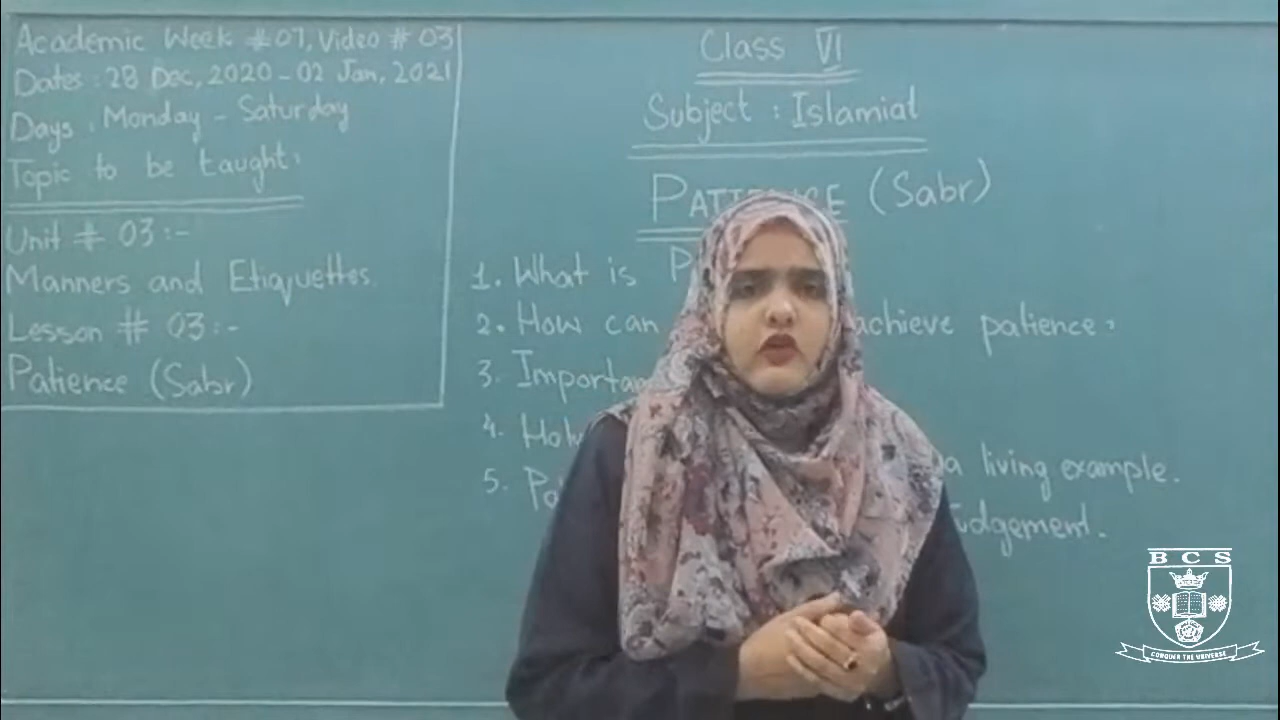 Academic Week #01, Video # 03
Dates : 28 Dec, 2020 - 02 Jan, 2021
Days : Monday - Saturday
Topic to be taught:
Unit # 03:-
Manners and Etiquettes.
Lesson # 03:-
Patience (Sabr)
Class VI
Subject : Islamiat
PATIENCE (Sabr)
1. What is
2. How can achieve patience?
3.
4.
5. a living example.
BCS
CONQUER THE UNIVERSE